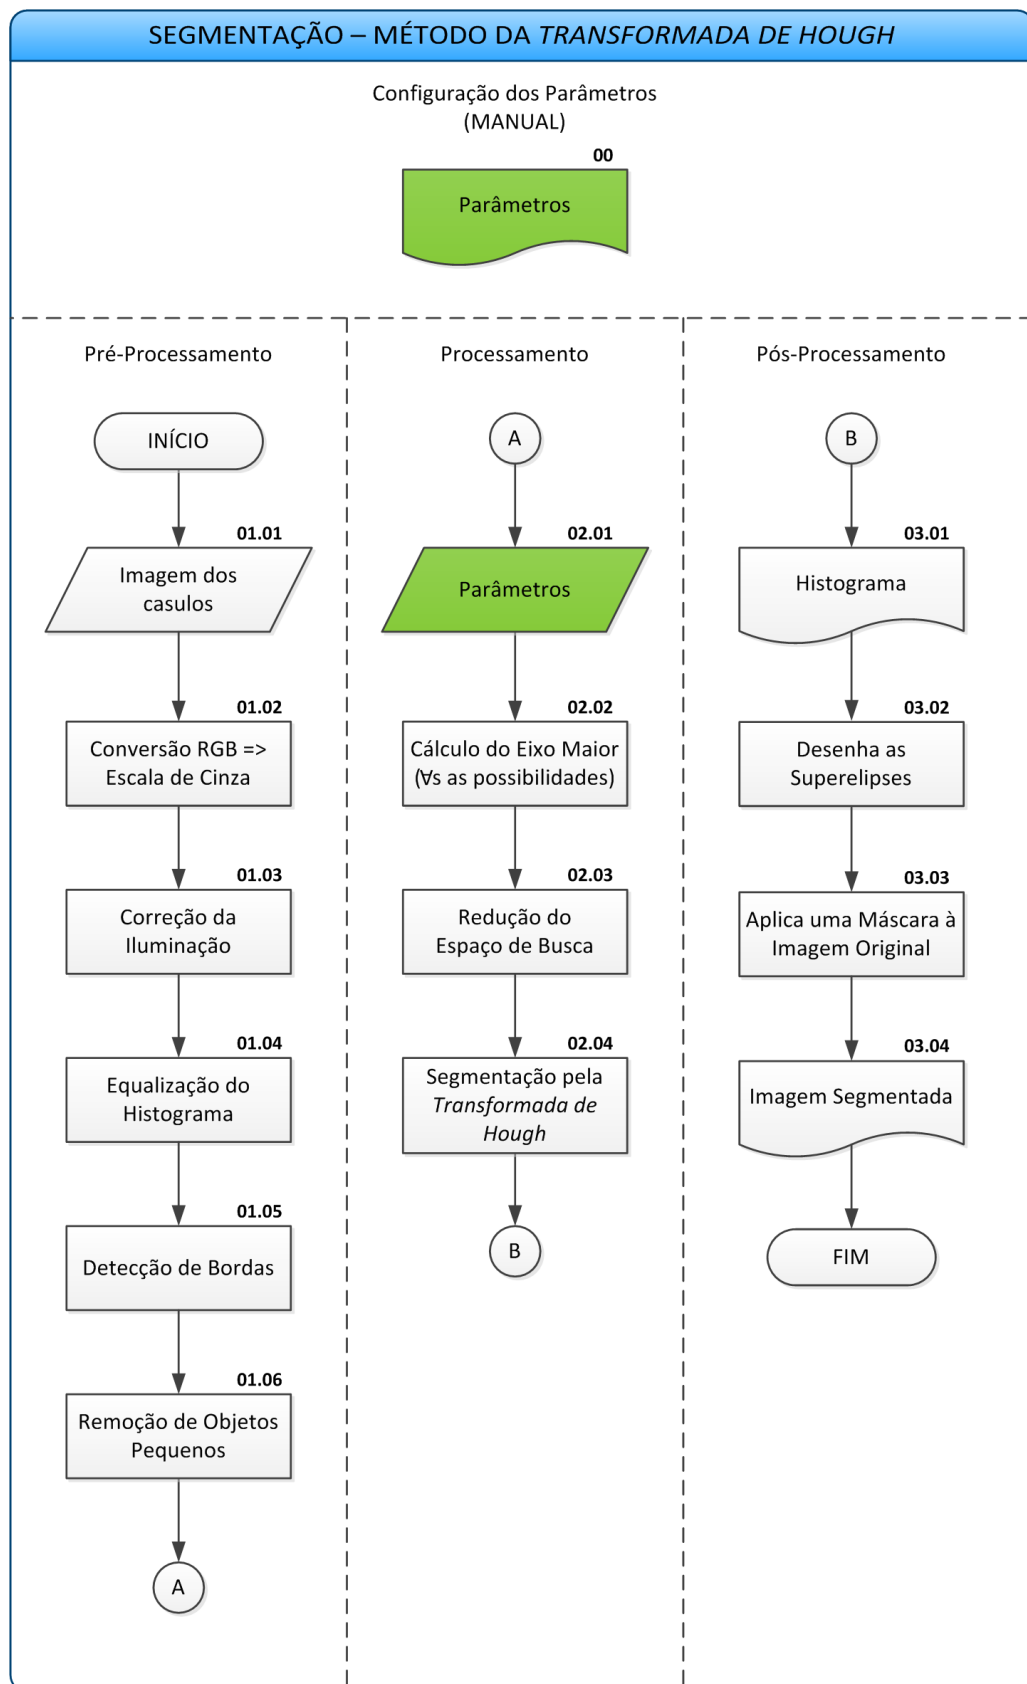 SEGMENTAÇÃO – MÉTODO DA TRANSFORMADA DE HOUGH
Configuração dos Parâmetros
(MANUAL)
00
Parâmetros
Pré-Processamento
INÍCIO
01.01
Imagem dos
casulos
01.02
Conversão RGB =>
Escala de Cinza
01.03
Correção da
Iluminação
01.04
Equalização do
Histograma
01.05
Detecção de Bordas
01.06
Remoção de Objetos
Pequenos
A
Processamento
A
02.01
Parâmetros
02.02
Cálculo do Eixo Maior
(∀s as possibilidades)
02.03
Redução do
Espaço de Busca
02.04
Segmentação pela
Transformada de
Hough
B
Pós-Processamento
B
03.01
Histograma
03.02
Desenha as
Superelipses
03.03
Aplica uma Máscara à
Imagem Original
03.04
Imagem Segmentada
FIM